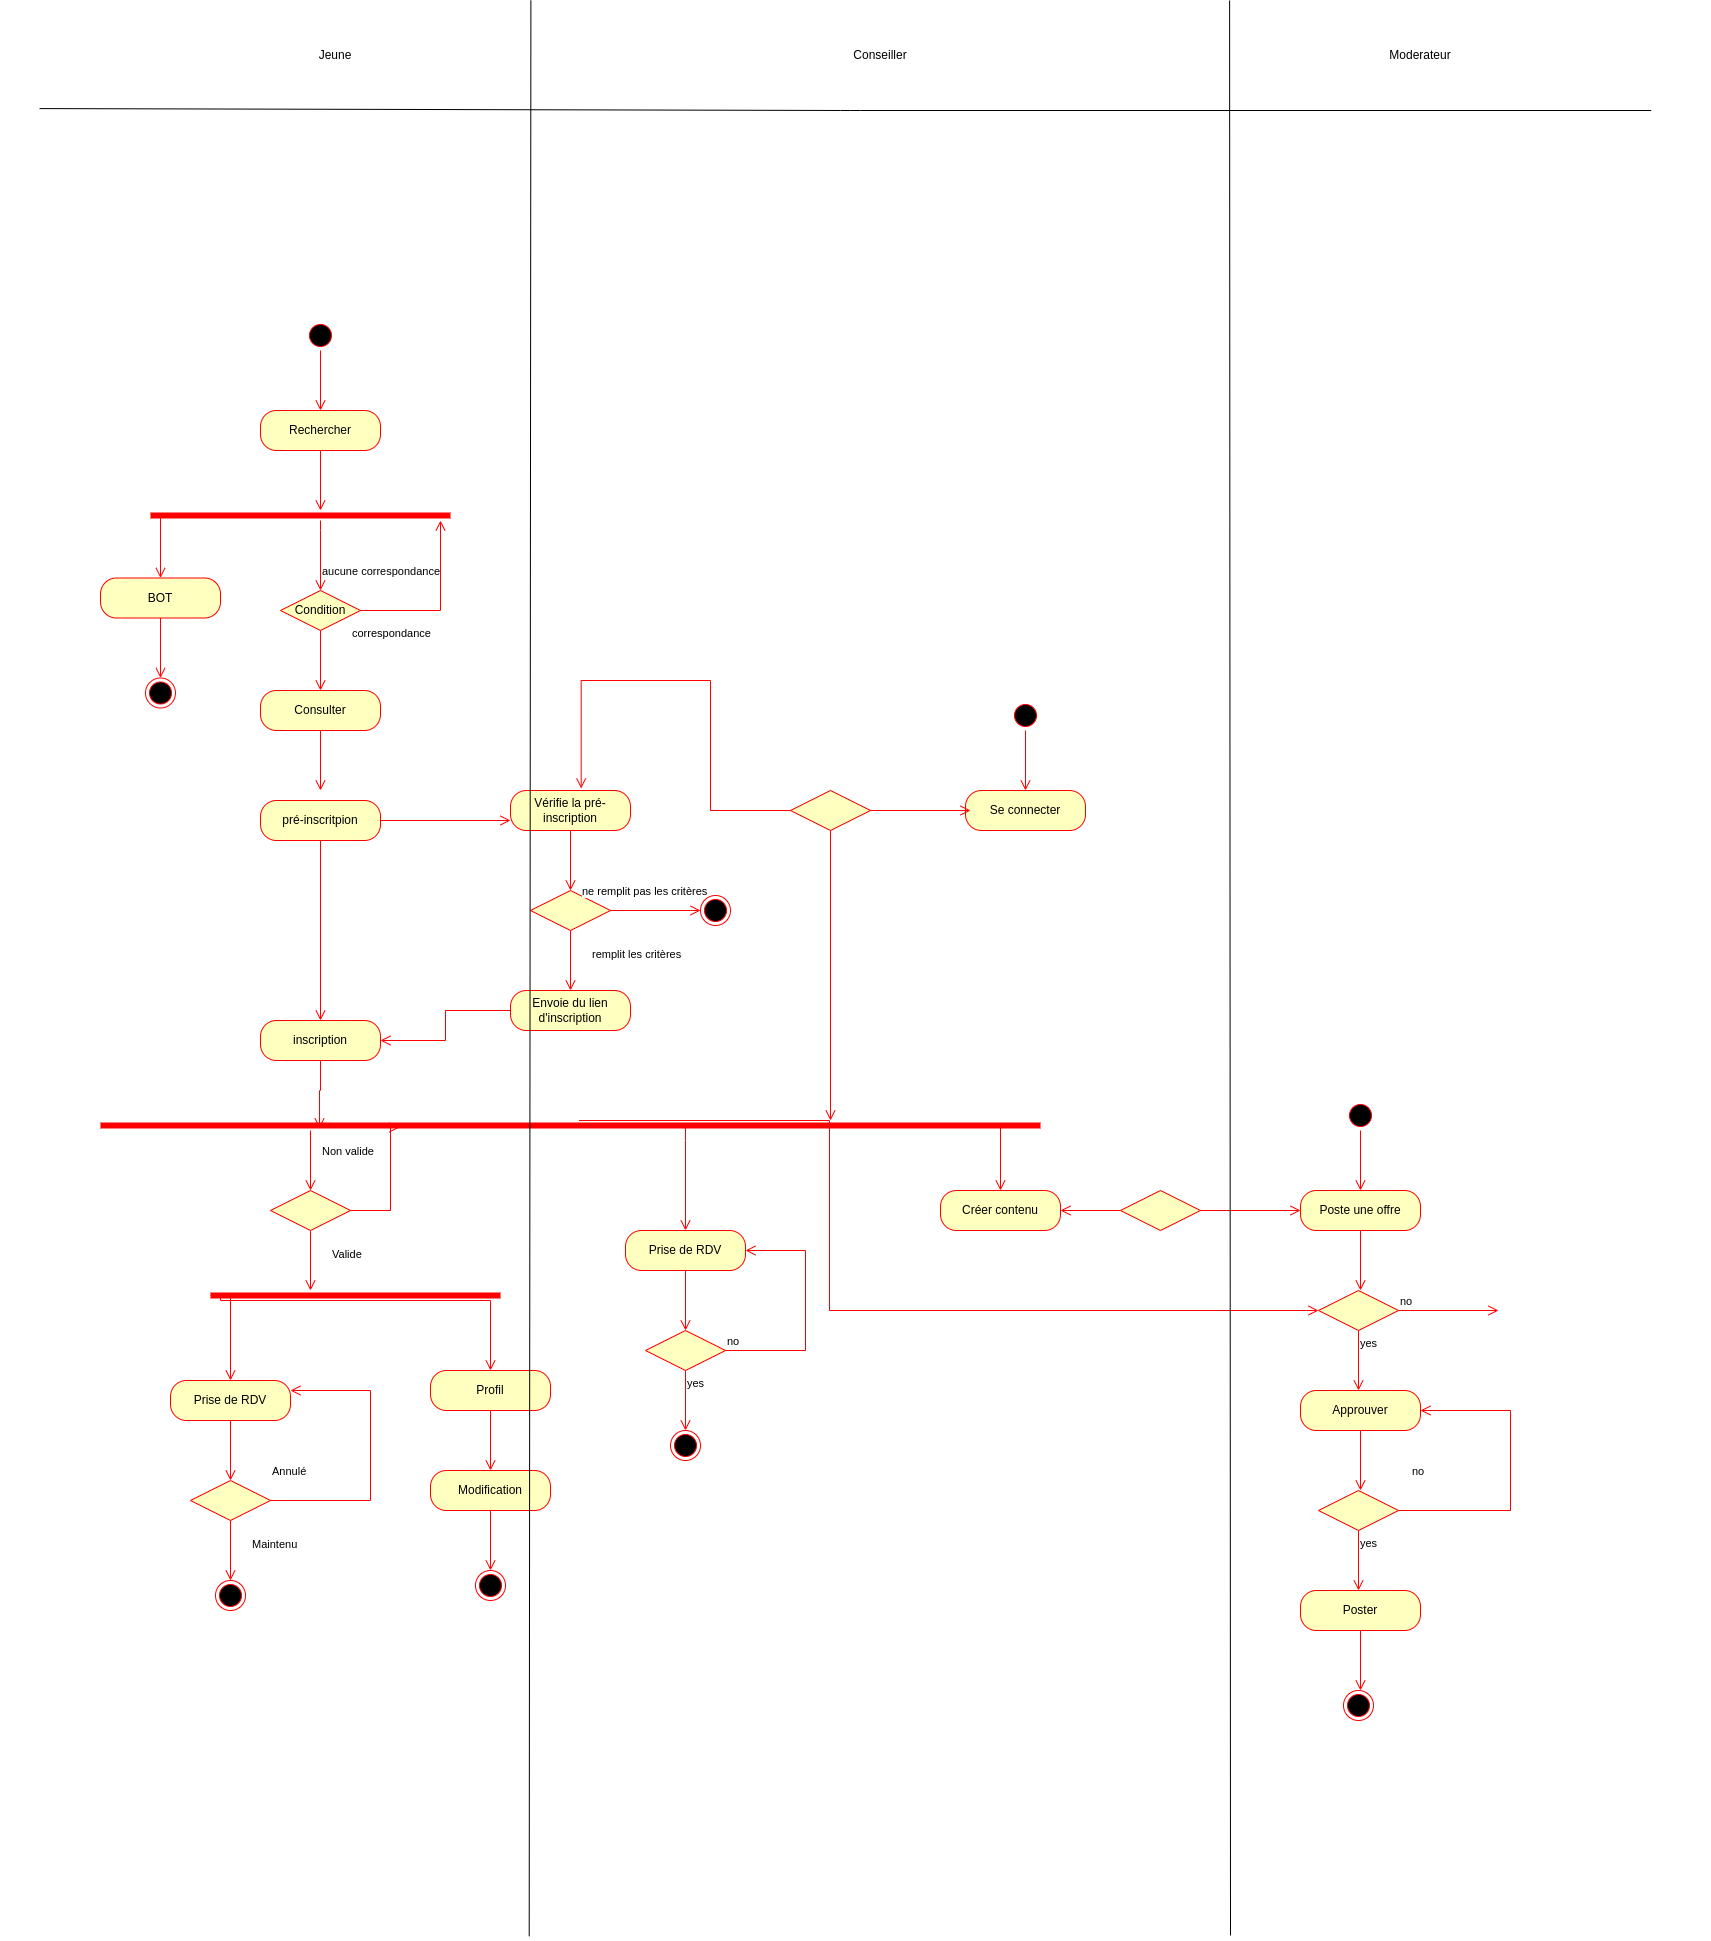 Jeune
Conseiller
Moderateur
Rechercher
aucune correspondance
BOT
Condition
correspondance
Consulter
Vérifie la pré-
inscription
Se connecter
pré-inscritpion
ne remplit pas les critères
remplit les critères
Envoie du lien
d'inscription
inscription
Non valide
Créer contenu
Poste une offre
Valide
Prise de RDV
no
no
yes
yes
Profil
Prise de RDV
Approuver
Annulé
no
Modification
Maintenu
yes
Poster